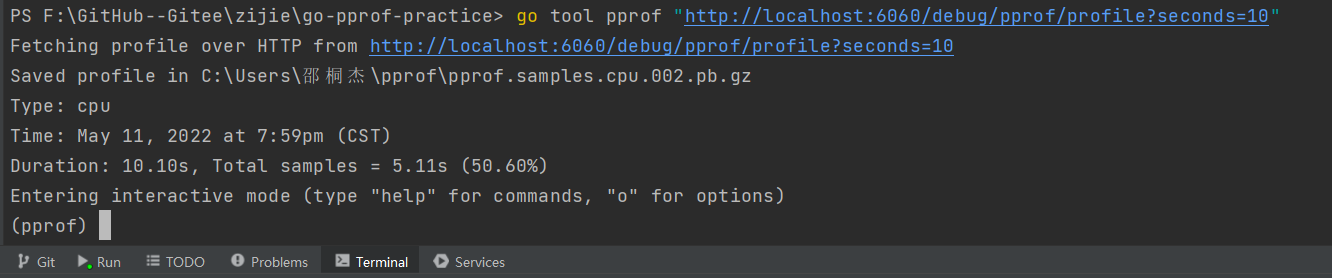 PS F:\GitHub--Gitee\zijie\go-pprof-practice> go tool pprof "http://localhost:6060/debug/pprof/profile?seconds=10"
Fetching profile over HTTP from http://localhost:6060/debug/pprof/profile?seconds=10
Saved profile in C:\Users\邵桐杰\pprof\pprof.samples.cpu.002.pb.gz
Type: cpu
Time: May 11, 2022 at 7:59pm (CST)
Duration: 10.10s, Total samples = 5.11s (50.60%)
Entering interactive mode (type "help" for commands, "o" for options)
(pprof)
Git Run TODO Problems Terminal Services